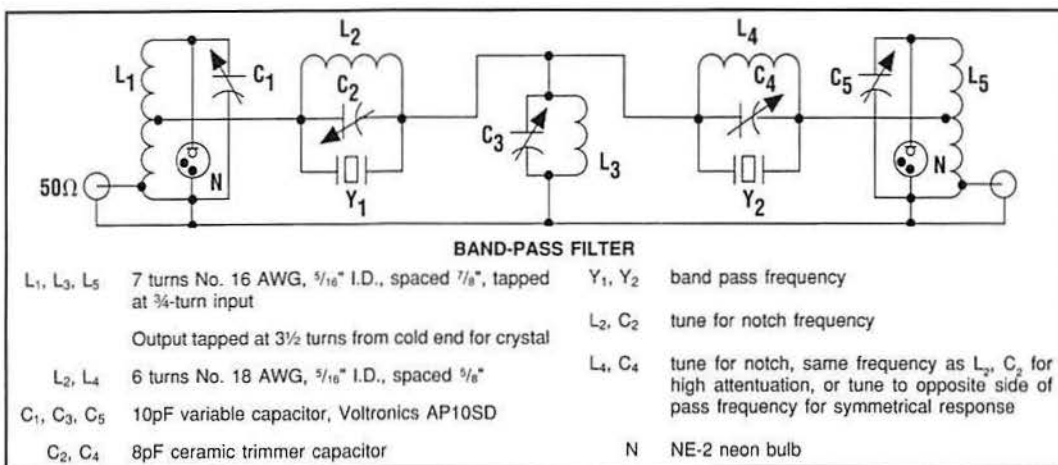 L1
C1
L2
C2
L4
C4
C5
L5
C3
L3
N
N
50Ω
Y1
Y2
BAND-PASS FILTER
L1, L3, L5 7 turns No. 16 AWG, 5/16" I.D., spaced 7/8", tapped
at ¾-turn input
Output tapped at 3½ turns from cold end for crystal
L2, L4 6 turns No. 18 AWG, 5/16" I.D., spaced 5/8"
C1, C3, C5 10pF variable capacitor, Voltronics AP10SD
C2, C4 8pF ceramic trimmer capacitor
Y1, Y2 band pass frequency
L2, C2 tune for notch frequency
L4, C4 tune for notch, same frequency as L2, C2 for
high attentuation, or tune to opposite side of
pass frequency for symmetrical response
N NE-2 neon bulb